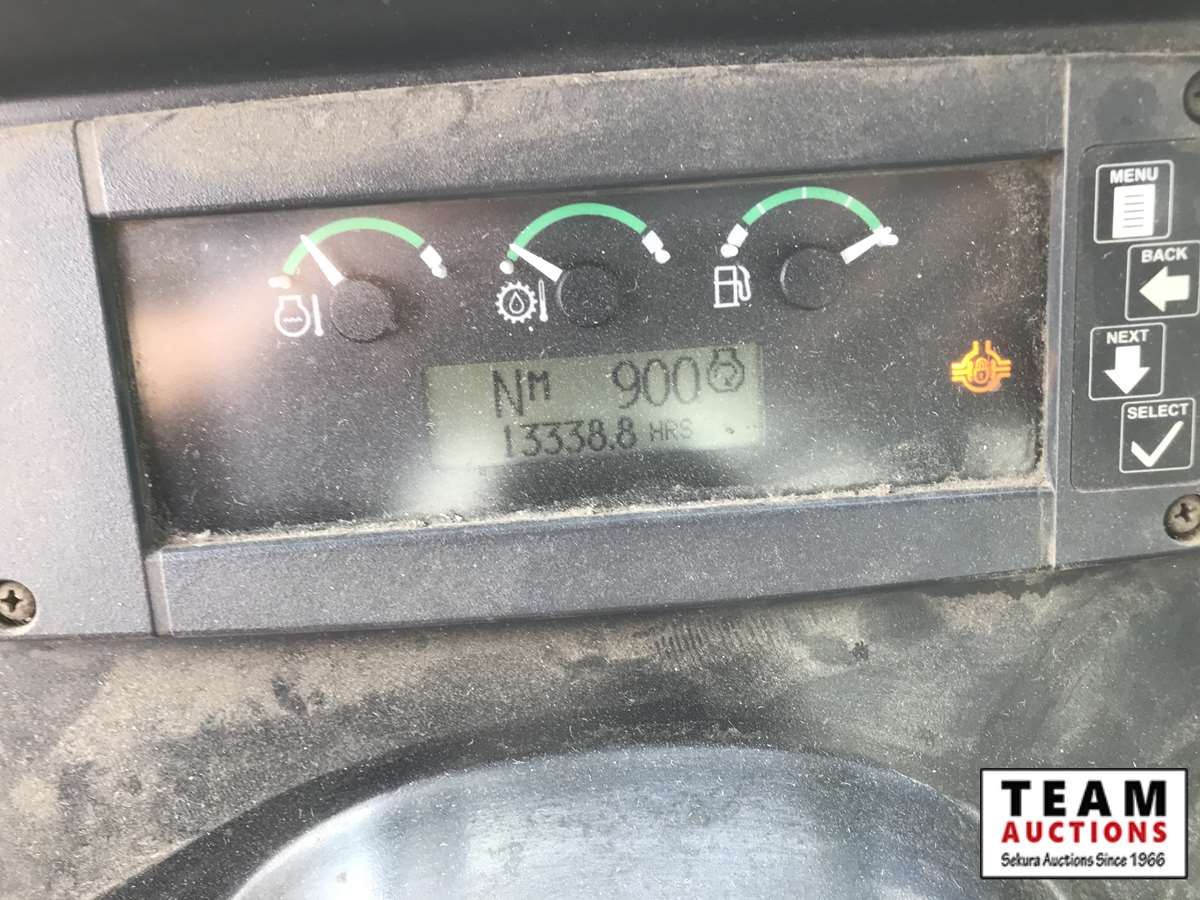 MENU
BACK
NEXT
SELECT
Nᴹ 900
13338.8 HRS
TEAM
AUCTIONS
Sekura Auctions Since 1966